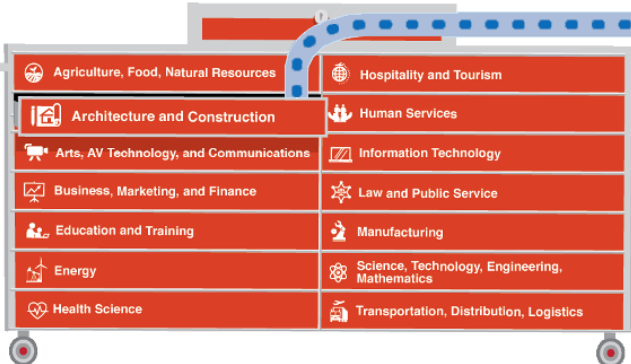 Agriculture, Food, Natural Resources
Architecture and Construction
Arts, AV Technology, and Communications
Business, Marketing, and Finance
Education and Training
Energy
Health Science
Hospitality and Tourism
Human Services
Information Technology
Law and Public Service
Manufacturing
Science, Technology, Engineering,
Mathematics
Transportation, Distribution, Logistics